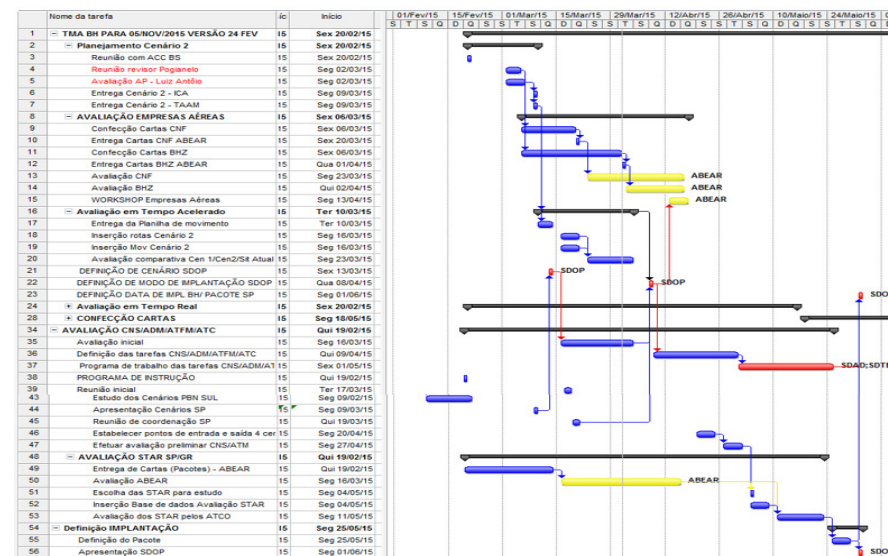 Nome da tarefa íc Início 01/Fev/15 15/Fev/15 01/Mar/15 15/Mar/15 29/Mar/15 12/Abr/15 26/Abr/15 10/Maio/15 24/Maio/15
S T S Q D Q S T S Q D Q S T S Q D Q S T S Q D Q S T S Q D Q S T S Q
1 TMA BH PARA 05/NOV/2015 VERSÃO 24 FEV 15 Sex 20/02/15
2 Planejamento Cenário 2 15 Sex 20/02/15
3 Reunião com ACC BS 15 Sex 20/02/15
4 Reunião revisor Pogianelo 15 Seg 02/03/15
5 Avaliação AP - Luiz Antôio 15 Seg 02/03/15
6 Entrega Cenário 2 - ICA 15 Seg 09/03/15
7 Entrega Cenário 2 - TAAM 15 Seg 09/03/15
8 AVALIAÇÃO EMPRESAS AÉREAS 15 Sex 06/03/15
9 Confecção Cartas CNF 15 Sex 06/03/15
10 Entrega Cartas CNF ABEAR 15 Sex 20/03/15
11 Confecção Cartas BHZ 15 Sex 06/03/15
12 Entrega Cartas BHZ ABEAR 15 Qua 01/04/15
13 Avaliação CNF 15 Seg 23/03/15 ABEAR
14 Avaliação BHZ 15 Qui 02/04/15 ABEAR
15 WORKSHOP Empresas Aéreas 15 Seg 13/04/15 ABEAR
16 Avaliação em Tempo Acelerado 15 Ter 10/03/15
17 Entrega da Planilha de movimento 15 Ter 10/03/15
18 Inserção rotas Cenário 2 15 Seg 16/03/15
19 Inserção Mov Cenário 2 15 Seg 16/03/15
20 Avaliação comparativa Cen 1/Cen2/Sit Atual 15 Seg 23/03/15
21 DEFINIÇÃO DE CENÁRIO SDOP 15 Sex 13/03/15 SDOP
22 DEFINIÇÃO DE MODO DE IMPLANTAÇÃO SDOP 15 Qua 08/04/15 SDOP
23 DEFINIÇÃO DATA DE IMPL BH/ PACOTE SP 15 Seg 01/06/15 SDO
24 Avaliação em Tempo Real 15 Sex 20/02/15
28 CONFECÇÃO CARTAS 15 Seg 18/05/15
34 AVALIAÇÃO CNS/ADM/ATFM/ATC 15 Qui 19/02/15
35 Avaliação inicial 15 Seg 16/03/15
36 Definição das tarefas CNS/ADM/ATFM/ATC 15 Qui 09/04/15
37 Programa de trabalho das tarefas CNS/ADM/AT 15 Sex 01/05/15 SDAD;SDTE
38 PROGRAMA DE INSTRUÇÃO 15 Qui 19/02/15
39 Reunião inicial 15 Ter 17/03/15
43 Estudo dos Cenários PBN SUL 15 Seg 09/02/15
44 Apresentação Cenários SP 15 Seg 09/03/15
45 Reunião de coordenação SP 15 Qui 19/03/15
46 Estabelecer pontos de entrada e saída 4 cer 15 Seg 20/04/15
47 Efetuar avaliação preliminar CNS/ATM 15 Seg 27/04/15
48 AVALIAÇÃO STAR SP/GR 15 Qui 19/02/15
49 Entrega de Cartas (Pacotes) - ABEAR 15 Qui 19/02/15
50 Avaliação ABEAR 15 Seg 16/03/15 ABEAR
51 Escolha das STAR para estudo 15 Seg 04/05/15
52 Inserção Base de dados Avaliação STAR 15 Seg 04/05/15
53 Avaliação dos STAR pelos ATCO 15 Seg 11/05/15
54 Definição IMPLANTAÇÃO 15 Seg 25/05/15
55 Definição do Pacote 15 Seg 25/05/15
56 Apresentação SDOP 15 Seg 01/06/15 SDO